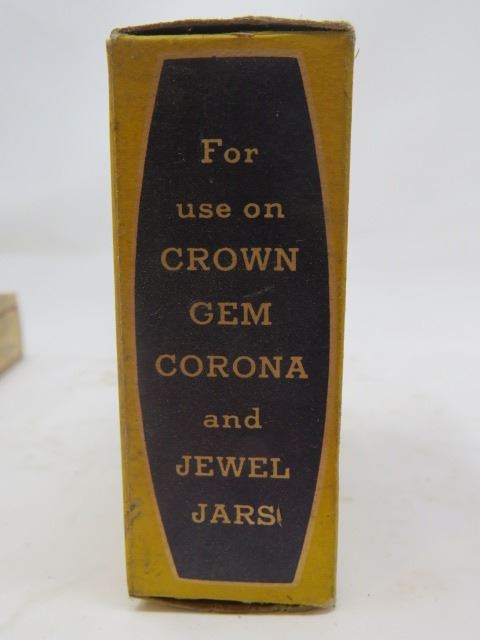 For
use on
CROWN
GEM
CORONA
and
JEWEL
JARS